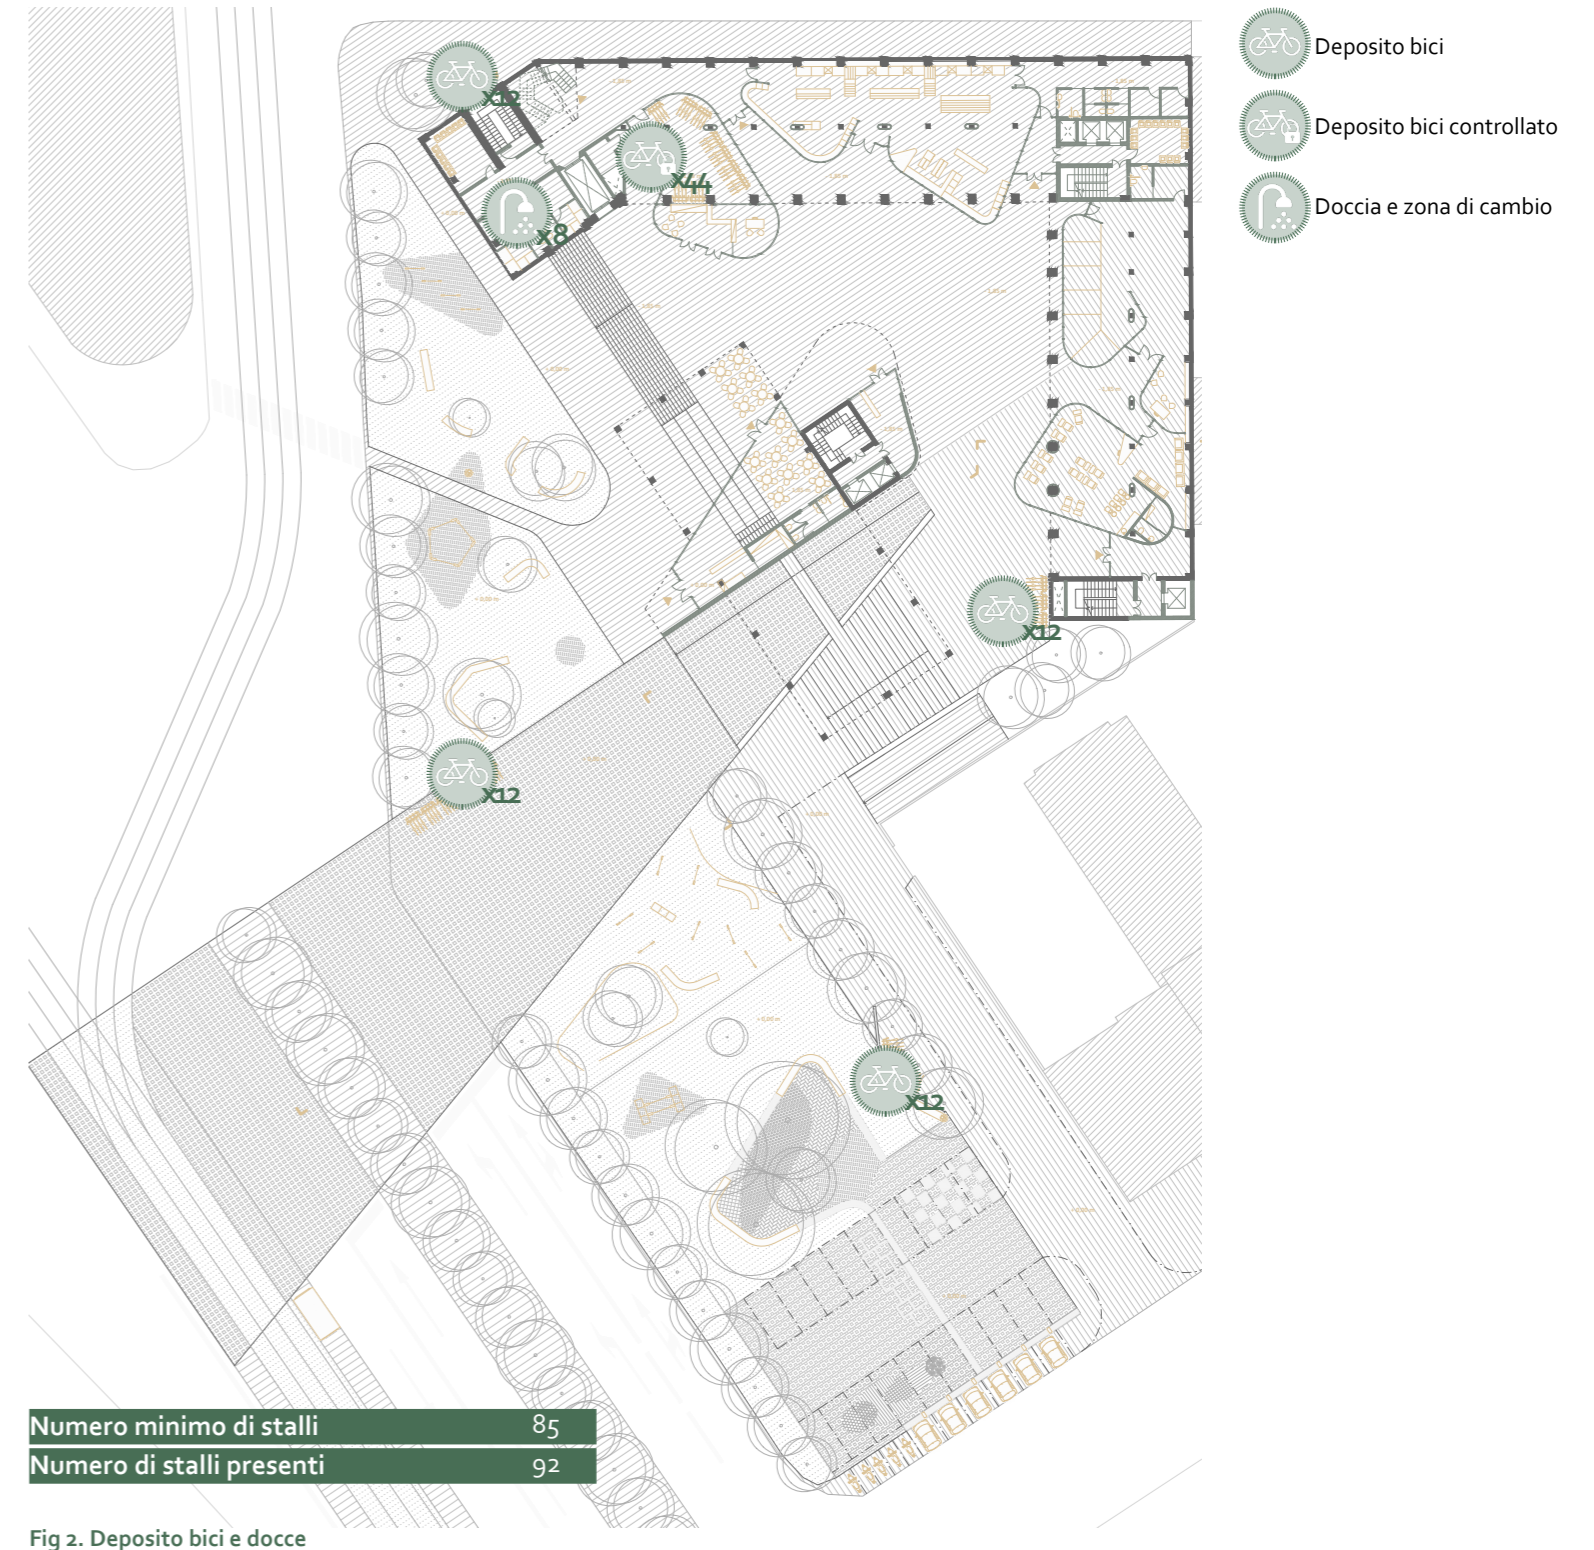 Deposito bici
Deposito bici controllato
Doccia e zona di cambio
X12
X44
x8
X12
X12
X12
Numero minimo di stalli 85
Numero di stalli presenti 92
Fig 2. Deposito bici e docce